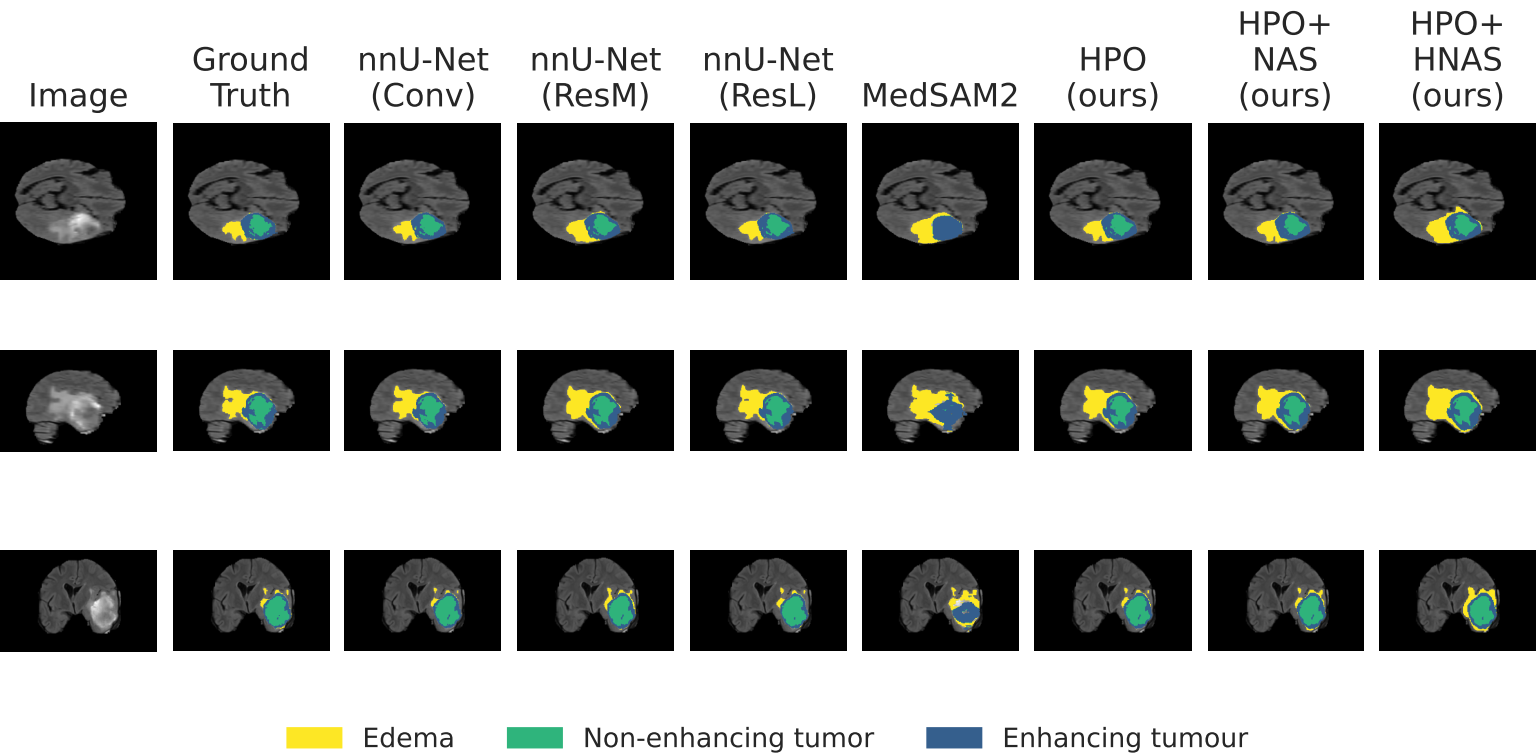 Image
Ground
Truth
nnU-Net
(Conv)
nnU-Net
(ResM)
nnU-Net
(ResL)
MedSAM2
HPO
(ours)
HPO+
NAS
(ours)
HPO+
HNAS
(ours)
Edema
Non-enhancing tumor
Enhancing tumour